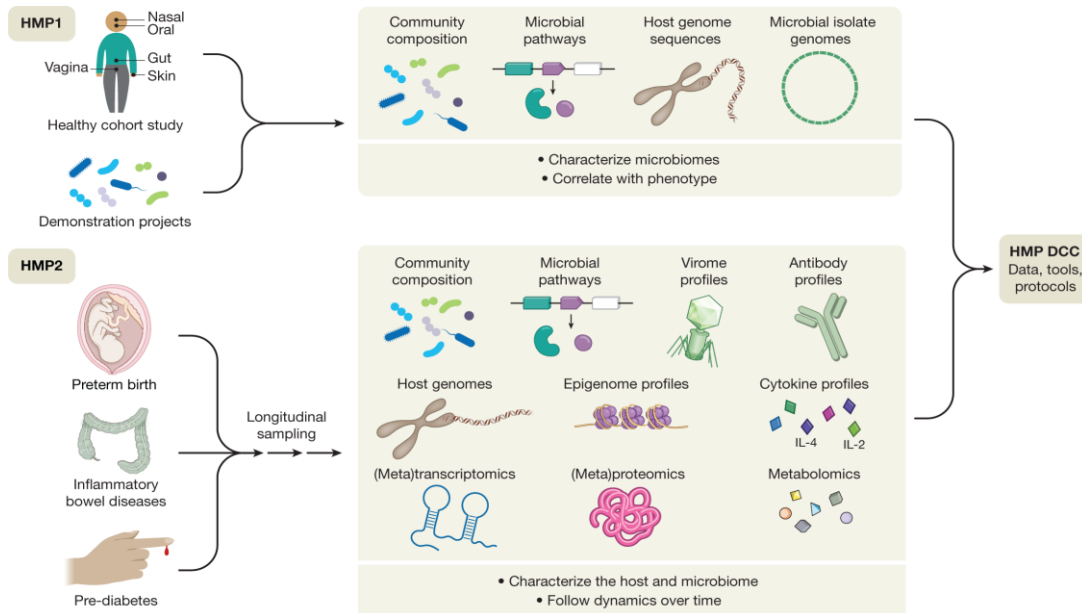 HMP1
Nasal
Oral
Gut
Vagina
Skin
Healthy cohort study
Demonstration projects
Community
composition
Microbial
pathways
Host genome
sequences
Microbial isolate
genomes
• Characterize microbiomes
• Correlate with phenotype
HMP2
Preterm birth
Inflammatory
bowel diseases
Pre-diabetes
Longitudinal
sampling
Community
composition
Microbial
pathways
Virome
profiles
Antibody
profiles
Host genomes
Epigenome profiles
Cytokine profiles
IL-4
IL-2
(Meta)transcriptomics
(Meta)proteomics
Metabolomics
• Characterize the host and microbiome
• Follow dynamics over time
HMP DCC
Data, tools,
protocols